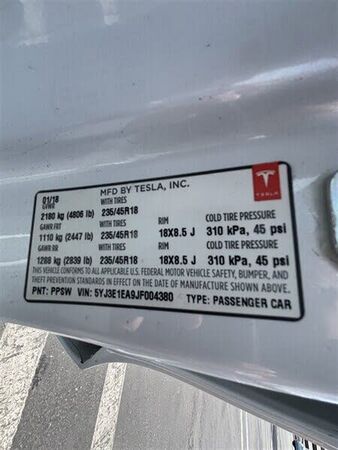 MFD BY TESLA, INC.
01/18
GVWR WITH TIRES
2180 kg (4806 lb) 235/45R18
GAWR FRT WITH TIRES RIM COLD TIRE PRESSURE
1110 kg (2447 lb) 235/45R18 18X8.5 J 310 kPa, 45 psi
GAWR RR WITH TIRES RIM COLD TIRE PRESSURE
1288 kg (2839 lb) 235/45R18 18X8.5 J 310 kPa, 45 psi
THIS VEHICLE CONFORMS TO ALL APPLICABLE U.S. FEDERAL MOTOR VEHICLE SAFETY, BUMPER, AND
THEFT PREVENTION STANDARDS IN EFFECT ON THE DATE OF MANUFACTURE SHOWN ABOVE.
PNT: PPSW VIN: 5YJ3E1EA9JF004380 TYPE: PASSENGER CAR
TESLA